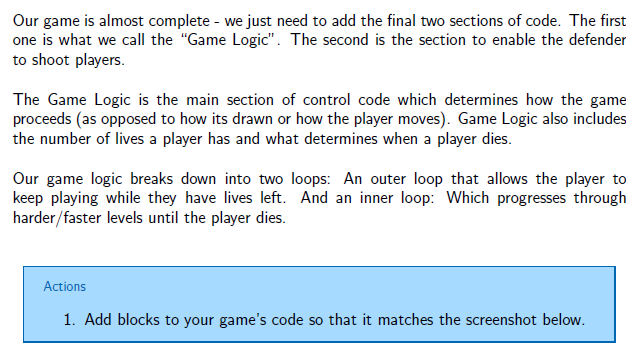 Our game is almost complete - we just need to add the final two sections of code. The first
one is what we call the “Game Logic". The second is the section to enable the defender
to shoot players.
The Game Logic is the main section of control code which determines how the game
proceeds (as opposed to how its drawn or how the player moves). Game Logic also includes
the number of lives a player has and what determines when a player dies.
Our game logic breaks down into two loops: An outer loop that allows the player to
keep playing while they have lives left. And an inner loop: Which progresses through
harder/faster levels until the player dies.
Actions
1. Add blocks to your game's code so that it matches the screenshot below.